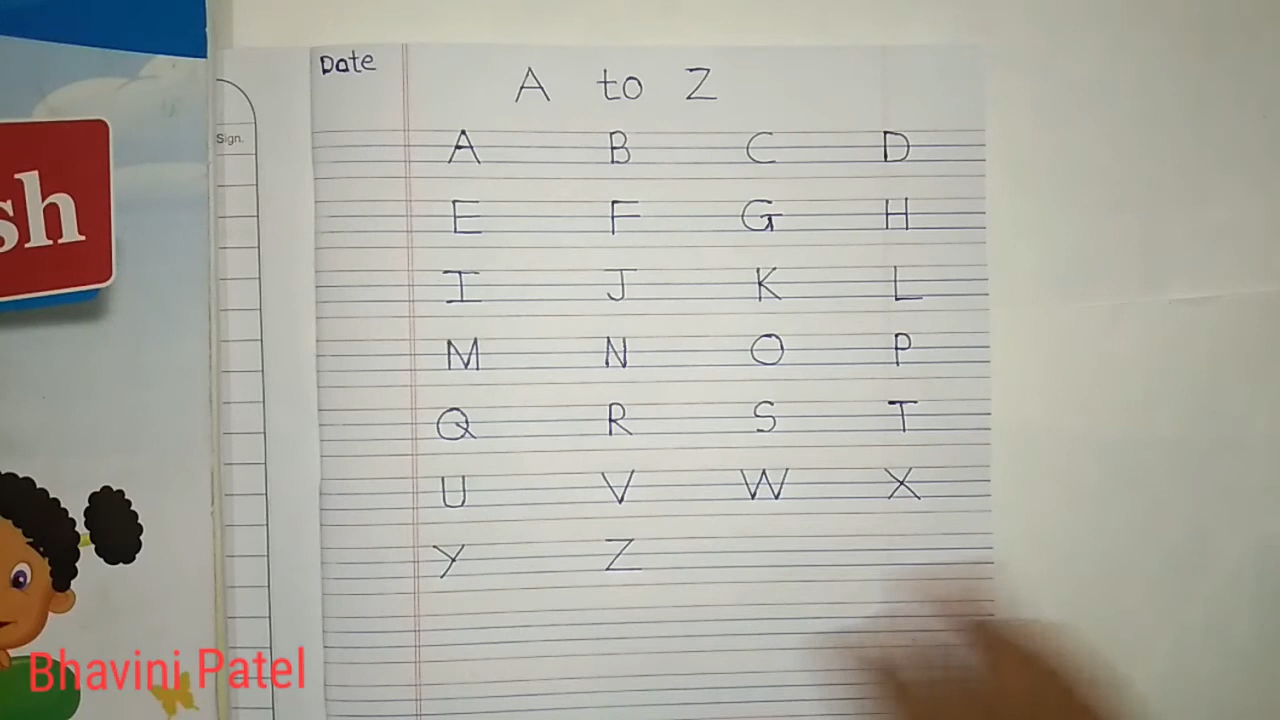 Date
A to Z
Sign.
A B C D
sh
E F G H
I J K L
M N O P
Q R S T
U V W X
Y Z
Bhavini Patel